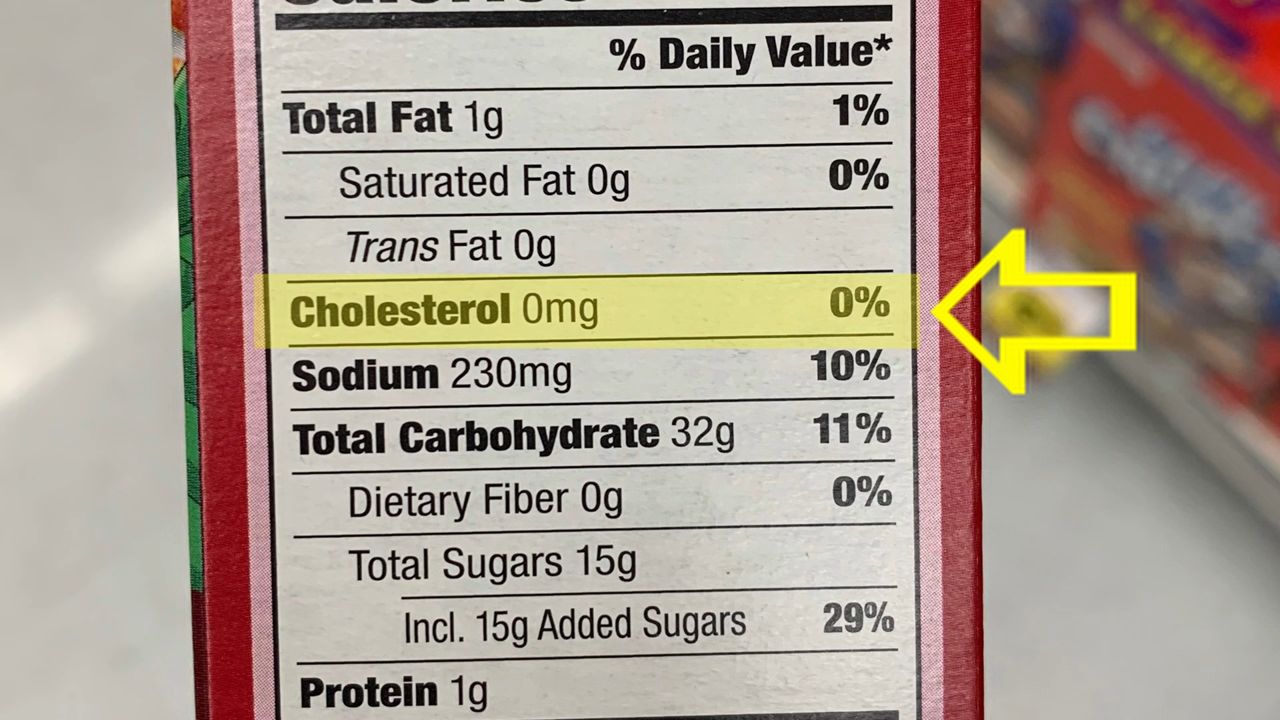 % Daily Value*
Total Fat 1g 1%
Saturated Fat 0g 0%
Trans Fat 0g
Cholesterol 0mg 0%
Sodium 230mg 10%
Total Carbohydrate 32g 11%
Dietary Fiber 0g 0%
Total Sugars 15g
Incl. 15g Added Sugars 29%
Protein 1g